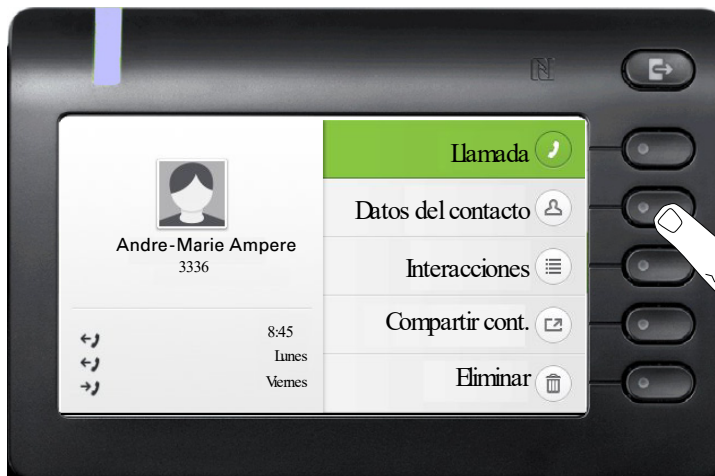 Andre-Marie Ampere
3336
8:45
Lunes
Viernes
Llamada
Datos del contacto
Interacciones
Compartir cont.
Eliminar